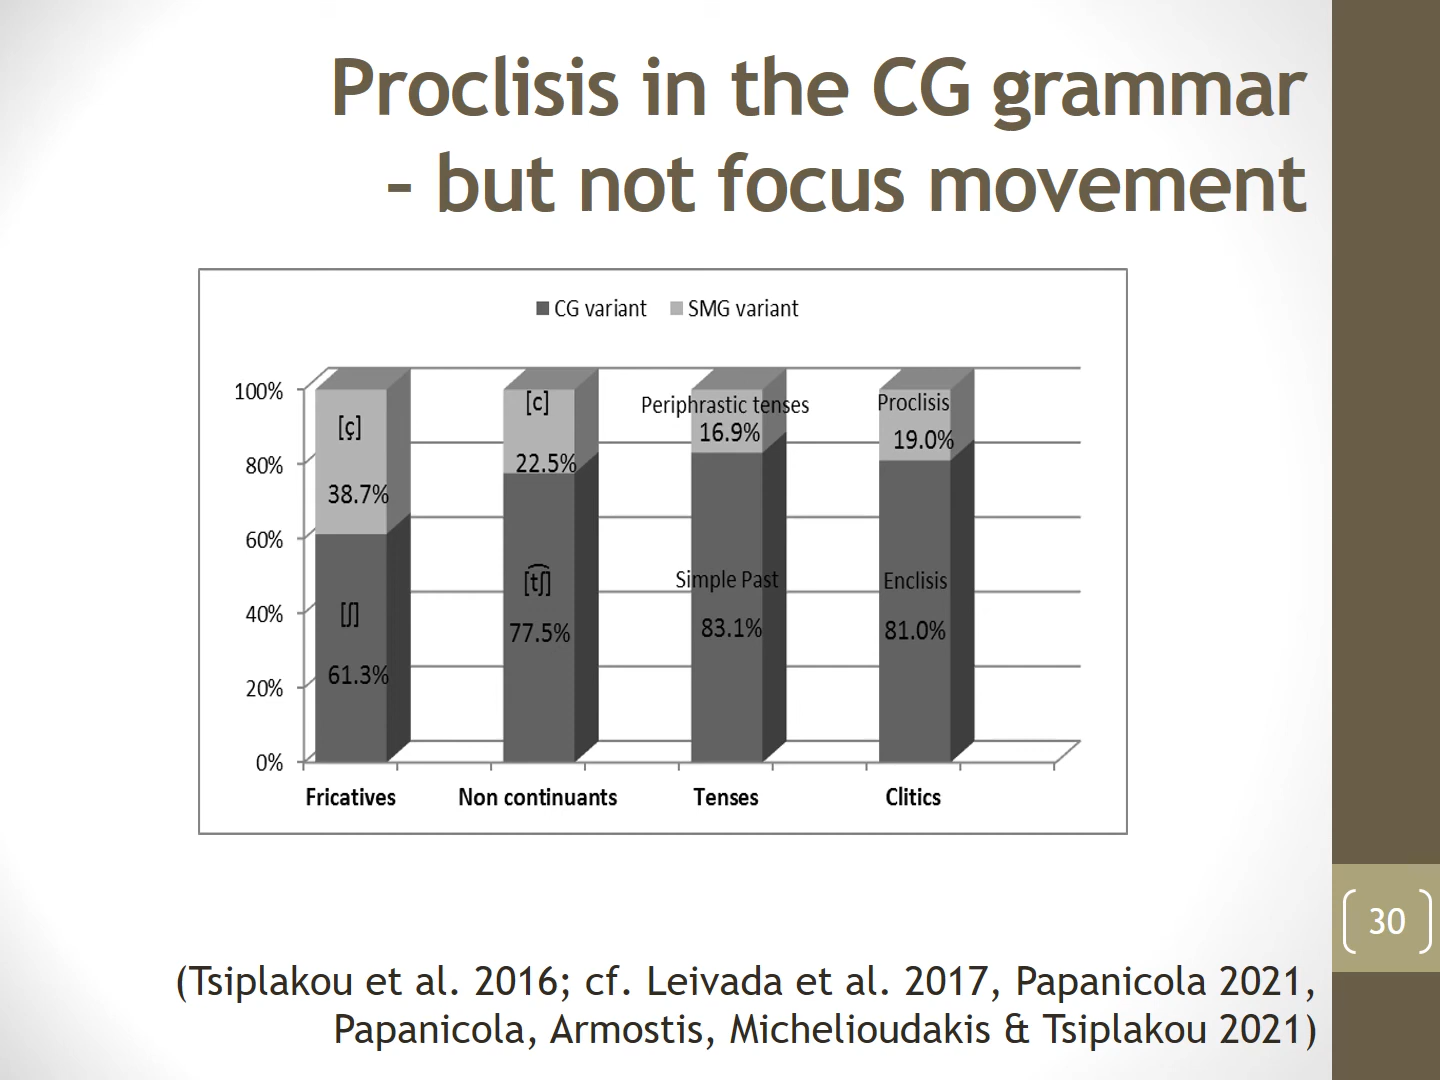 Proclisis in the CG grammar
– but not focus movement
CG variant SMG variant
100%
80%
60%
40%
20%
0%
[ç]
38.7%
[ʃ]
61.3%
[c]
22.5%
[t͡ʃ]
77.5%
Periphrastic tenses
16.9%
Simple Past
83.1%
Proclisis
19.0%
Enclisis
81.0%
Fricatives Non continuants Tenses Clitics
30
(Tsiplakou et al. 2016; cf. Leivada et al. 2017, Papanicola 2021,
Papanicola, Armostis, Michelioudakis & Tsiplakou 2021)